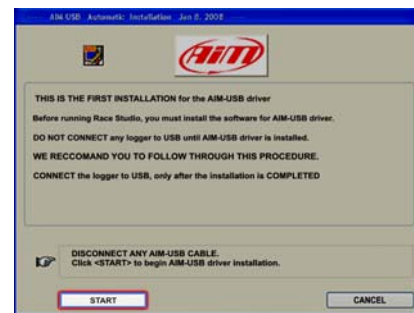 AIM USB Automatic Installation Jan 8, 2008
AiM
THIS IS THE FIRST INSTALLATION for the AIM-USB driver
Before running Race Studio, you must install the software for AIM-USB driver.
DO NOT CONNECT any logger to USB until AIM-USB driver is installed.
WE RECCOMAND YOU TO FOLLOW THROUGH THIS PROCEDURE.
CONNECT the logger to USB, only after the installation is COMPLETED
DISCONNECT ANY AIM-USB CABLE.
Click <START> to begin AIM-USB driver installation.
START
CANCEL